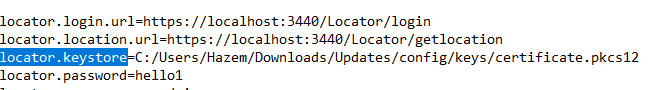 locator.login.url=https://localhost:3440/Locator/login
locator.location.url=https://localhost:3440/Locator/getlocation
locator.keystore=C:/Users/Hazem/Downloads/Updates/config/keys/certificate.pkcs12
locator.password=hello1